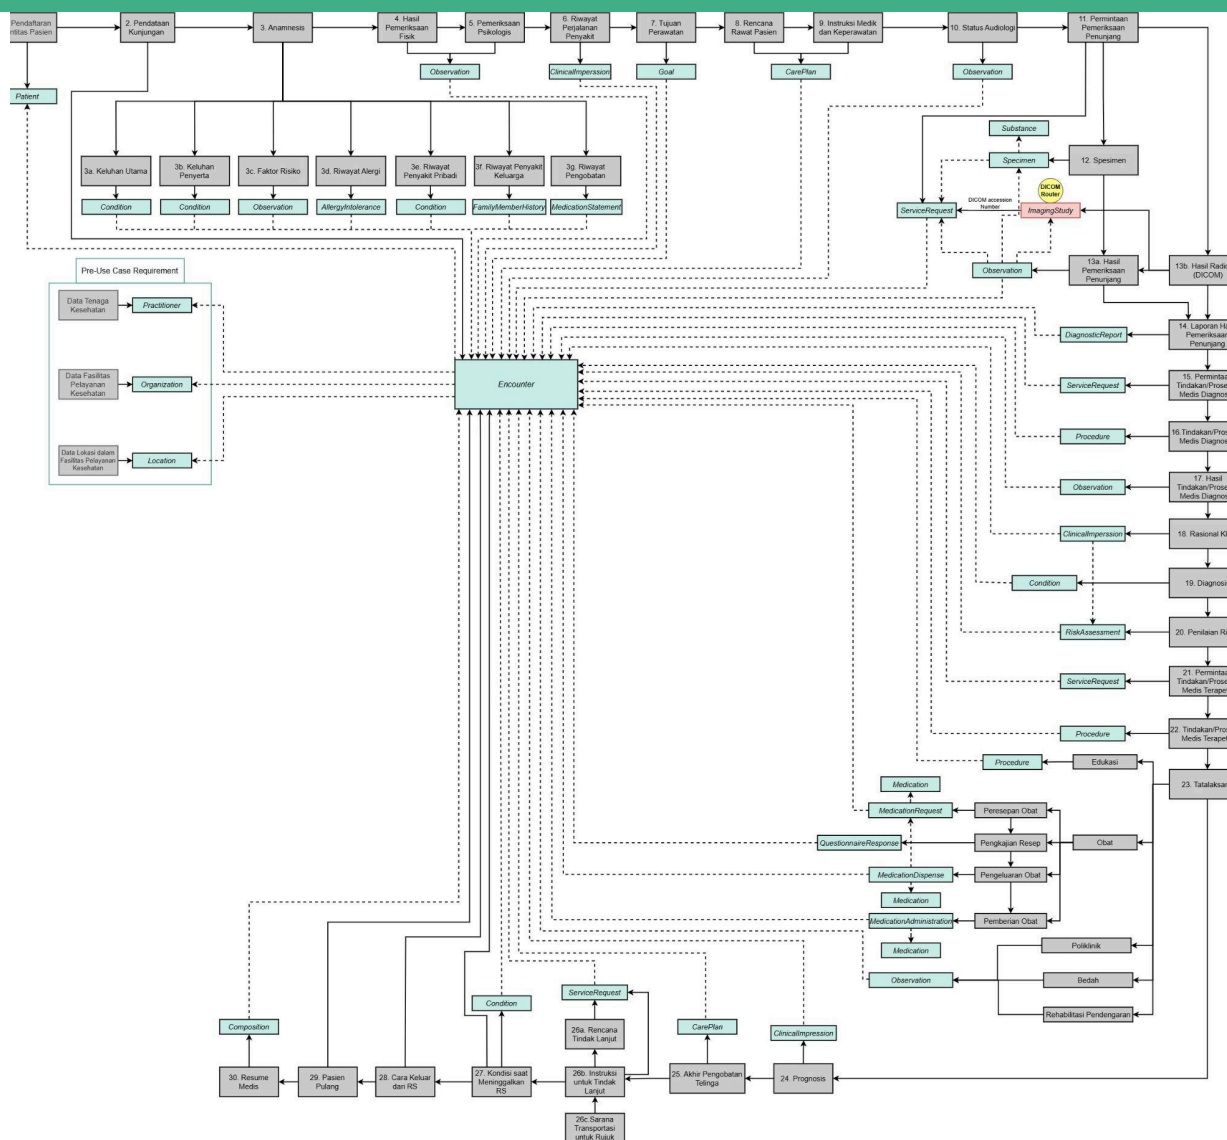 Pendaftaran
ntitas Pasien
2. Pendataan
Kunjungan
3. Anamnesis
4. Hasil
Pemeriksaan
Fisik
5. Pemeriksaan
Psikologis
6. Riwayat
Perjalanan
Penyakit
7. Tujuan
Perawatan
8. Rencana
Rawat Pasien
9. Instruksi Medik
dan Keperawatan
10. Status Audiologi
11. Permintaan
Pemeriksaan
Penunjang
Patient
Observation
ClinicalImperssion
Goal
CarePlan
Observation
3a. Keluhan Utama
3b. Keluhan
Penyerta
3c. Faktor Risiko
3d. Riwayat Alergi
3e. Riwayat
Penyakit Pribadi
3f. Riwayat Penyakit
Keluarga
3g. Riwayat
Pengobatan
Condition
Condition
Observation
AllergyIntolerance
Condition
FamilyMemberHistory
MedicationStatement
Substance
Specimen
12. Spesimen
DICOM
Router
ServiceRequest
DICOM accession
Number
ImagingStudy
Observation
13a. Hasil
Pemeriksaan
Penunjang
13b. Hasil Radio
(DICOM)
Pre-Use Case Requirement
Data Tenaga
Kesehatan
Practitioner
Data Fasilitas
Pelayanan
Kesehatan
Organization
Data Lokasi dalam
Fasilitas Pelayanan
Kesehatan
Location
Encounter
DiagnosticReport
14. Laporan Ha
Pemeriksaan
Penunjang
ServiceRequest
15. Permintaa
Tindakan/Prose
Medis Diagnos
Procedure
16.Tindakan/Pros
Medis Diagnos
Observation
17. Hasil
Tindakan/Prose
Medis Diagnos
ClinicalImperssion
18. Rasional Kl
Condition
19. Diagnosi
RiskAssessment
20. Penilaian Ri
ServiceRequest
21. Permintaa
Tindakan/Prose
Medis Terapet
Procedure
22. Tindakan/Pros
Medis Terapet
Procedure
Edukasi
23. Tatalaksa
Medication
MedicationRequest
Peresepan Obat
QuestionnaireResponse
Pengkajian Resep
Obat
MedicationDispense
Pengeluaran Obat
Medication
MedicationAdministration
Pemberian Obat
Medication
Poliklinik
Observation
Bedah
Rehabilitasi Pendengaran
Composition
Condition
ServiceRequest
26a. Rencana
Tindak Lanjut
CarePlan
ClinicalImpression
30. Resume
Medis
29. Pasien
Pulang
28. Cara Keluar
dari RS
27. Kondisi saat
Meninggalkan
RS
26b. Instruksi
untuk Tindak
Lanjut
25. Akhir Pengobatan
Telinga
24. Prognosis
26c.Sarana
Transportasi
untuk Rujuk